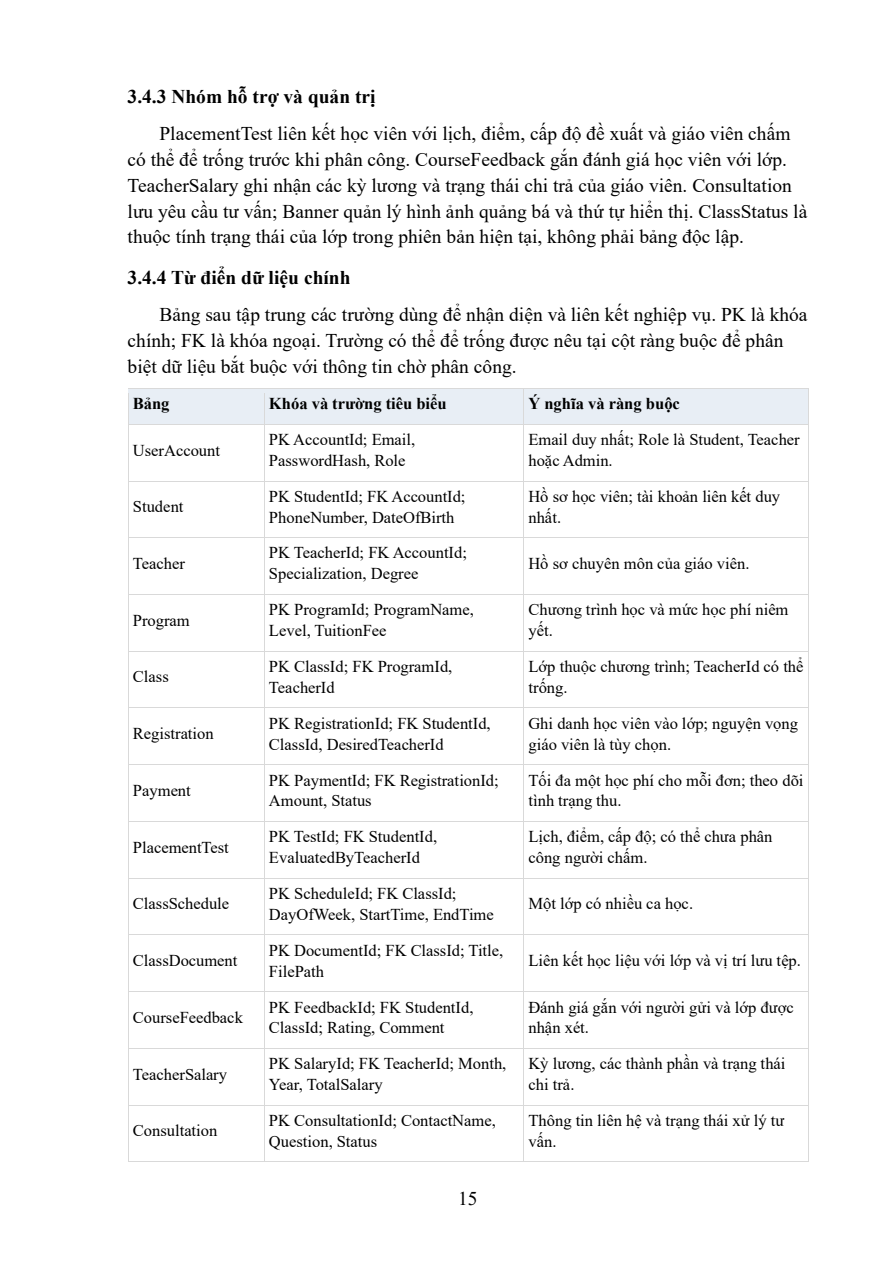 3.4.3 Nhóm hỗ trợ và quản trị
PlacementTest liên kết học viên với lịch, điểm, cấp độ đề xuất và giáo viên chấm
có thể để trống trước khi phân công. CourseFeedback gắn đánh giá học viên với lớp.
TeacherSalary ghi nhận các kỳ lương và trạng thái chi trả của giáo viên. Consultation
lưu yêu cầu tư vấn; Banner quản lý hình ảnh quảng bá và thứ tự hiển thị. ClassStatus là
thuộc tính trạng thái của lớp trong phiên bản hiện tại, không phải bảng độc lập.
3.4.4 Từ điển dữ liệu chính
Bảng sau tập trung các trường dùng để nhận diện và liên kết nghiệp vụ. PK là khóa
chính; FK là khóa ngoại. Trường có thể để trống được nêu tại cột ràng buộc để phân
biệt dữ liệu bắt buộc với thông tin chờ phân công.
Bảng Khóa và trường tiêu biểu Ý nghĩa và ràng buộc
UserAccount
PK AccountId; Email,
PasswordHash, Role
Email duy nhất; Role là Student, Teacher
hoặc Admin.
Student
PK StudentId; FK AccountId;
PhoneNumber, DateOfBirth
Hồ sơ học viên; tài khoản liên kết duy
nhất.
Teacher
PK TeacherId; FK AccountId;
Specialization, Degree
Hồ sơ chuyên môn của giáo viên.
Program
PK ProgramId; ProgramName,
Level, TuitionFee
Chương trình học và mức học phí niêm
yết.
Class
PK ClassId; FK ProgramId,
TeacherId
Lớp thuộc chương trình; TeacherId có thể
trống.
Registration
PK RegistrationId; FK StudentId,
ClassId, DesiredTeacherId
Ghi danh học viên vào lớp; nguyện vọng
giáo viên là tùy chọn.
Payment
PK PaymentId; FK RegistrationId;
Amount, Status
Tối đa một học phí cho mỗi đơn; theo dõi
tình trạng thu.
PlacementTest
PK TestId; FK StudentId,
EvaluatedByTeacherId
Lịch, điểm, cấp độ; có thể chưa phân
công người chấm.
ClassSchedule
PK ScheduleId; FK ClassId;
DayOfWeek, StartTime, EndTime
Một lớp có nhiều ca học.
ClassDocument
PK DocumentId; FK ClassId; Title,
FilePath
Liên kết học liệu với lớp và vị trí lưu tệp.
CourseFeedback
PK FeedbackId; FK StudentId,
ClassId; Rating, Comment
Đánh giá gắn với người gửi và lớp được
nhận xét.
TeacherSalary
PK SalaryId; FK TeacherId; Month,
Year, TotalSalary
Kỳ lương, các thành phần và trạng thái
chi trả.
Consultation
PK ConsultationId; ContactName,
Question, Status
Thông tin liên hệ và trạng thái xử lý tư
vấn.
15